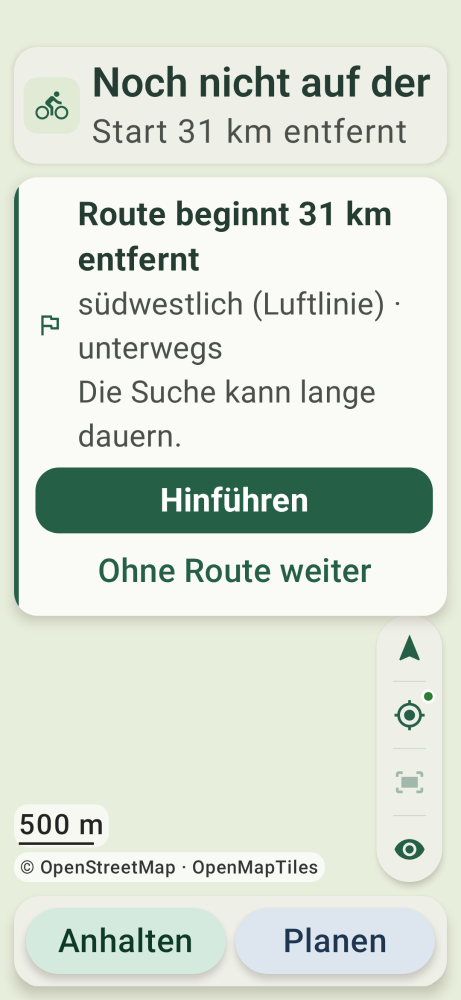 Noch nicht auf der
Start 31 km entfernt
Route beginnt 31 km
entfernt
südwestlich (Luftlinie) ·
unterwegs
Die Suche kann lange
dauern.
Hinführen
Ohne Route weiter
500 m
© OpenStreetMap · OpenMapTiles
Anhalten
Planen